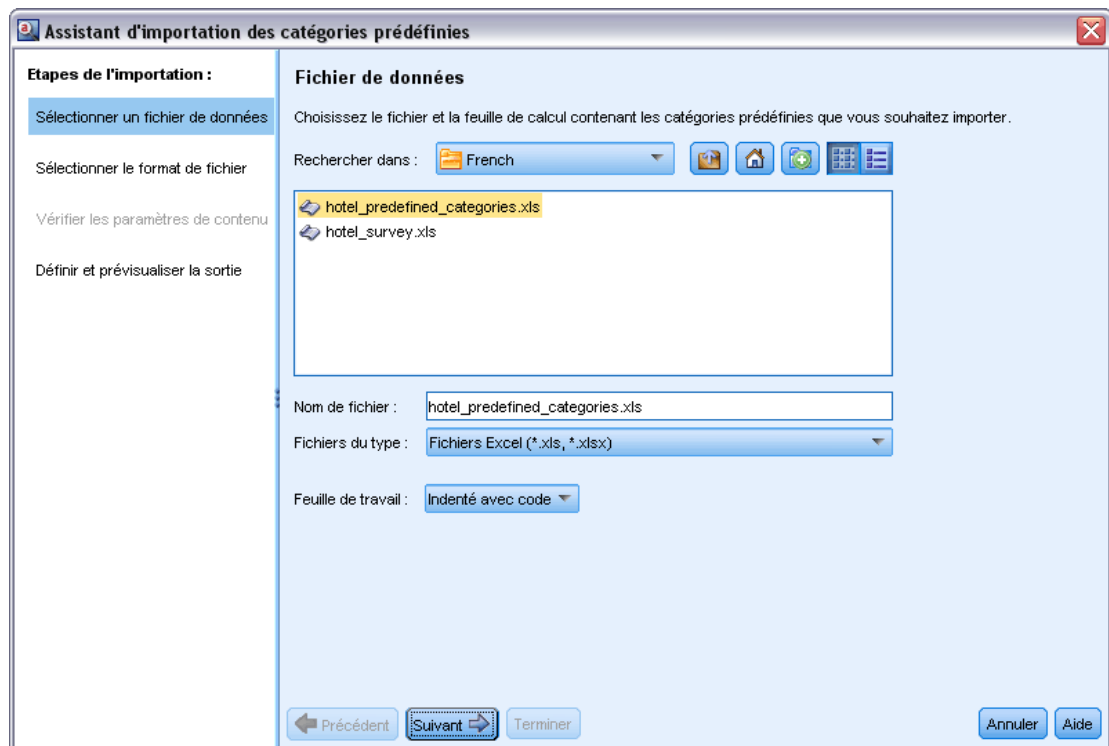 Assistant d'importation des catégories prédéfinies
Etapes de l'importation :
Sélectionner un fichier de données
Sélectionner le format de fichier
Vérifier les paramètres de contenu
Définir et prévisualiser la sortie
Fichier de données
Choisissez le fichier et la feuille de calcul contenant les catégories prédéfinies que vous souhaitez importer.
Rechercher dans : French
hotel_predefined_categories.xls
hotel_survey.xls
Nom de fichier : hotel_predefined_categories.xls
Fichiers du type : Fichiers Excel (*.xls, *.xlsx)
Feuille de travail : Indenté avec code
Précédent Suivant Terminer Annuler Aide